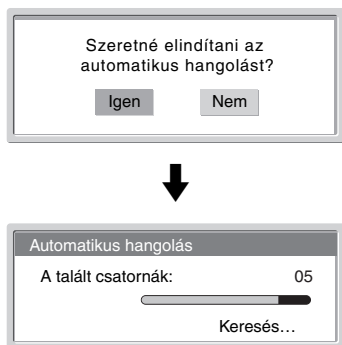 Szeretné elindítani az
automatikus hangolást?
Igen Nem
Automatikus hangolás
A talált csatornák: 05
Keresés...